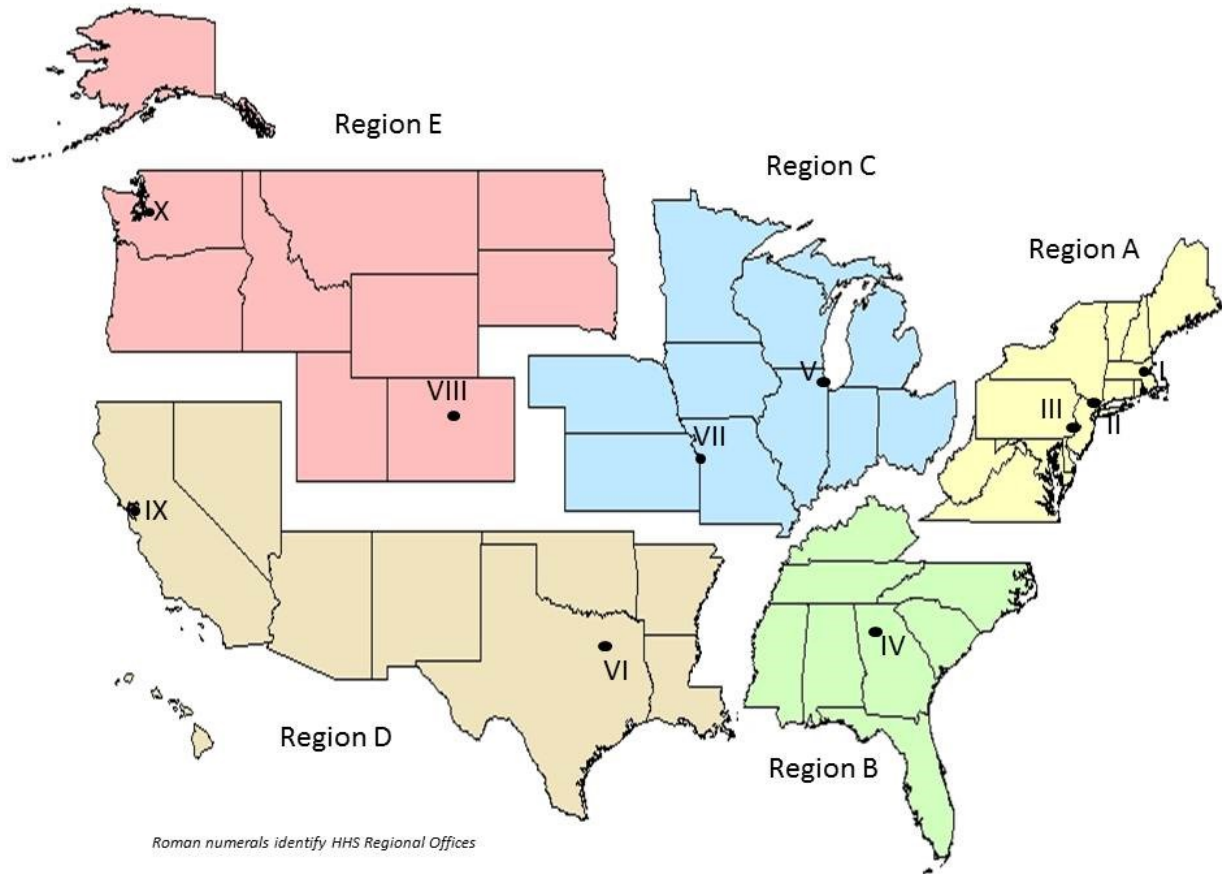 Region E
Region C
Region A
X
I
VIII
V
III
II
VII
IX
IV
VI
Region D
Region B
Roman numerals identify HHS Regional Offices